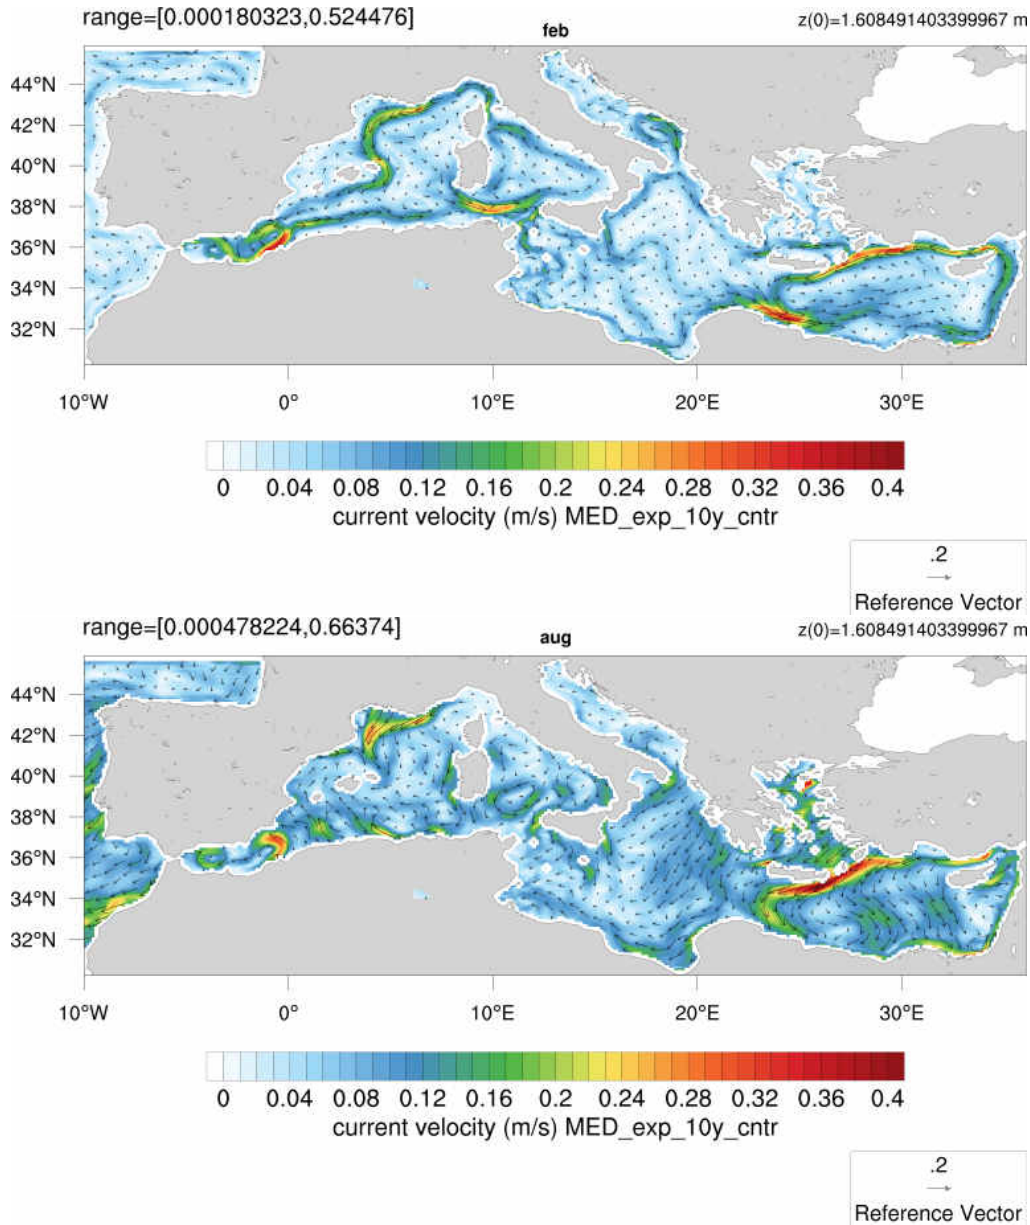 range=[0.000180323,0.524476]
feb
z(0)=1.608491403399967 m
44°N
42°N
40°N
38°N
36°N
34°N
32°N
10°W 0° 10°E 20°E 30°E
0 0.04 0.08 0.12 0.16 0.2 0.24 0.28 0.32 0.36 0.4
current velocity (m/s) MED_exp_10y_cntr
.2
Reference Vector
range=[0.000478224,0.66374]
aug
z(0)=1.608491403399967 m
44°N
42°N
40°N
38°N
36°N
34°N
32°N
10°W 0° 10°E 20°E 30°E
0 0.04 0.08 0.12 0.16 0.2 0.24 0.28 0.32 0.36 0.4
current velocity (m/s) MED_exp_10y_cntr
.2
Reference Vector